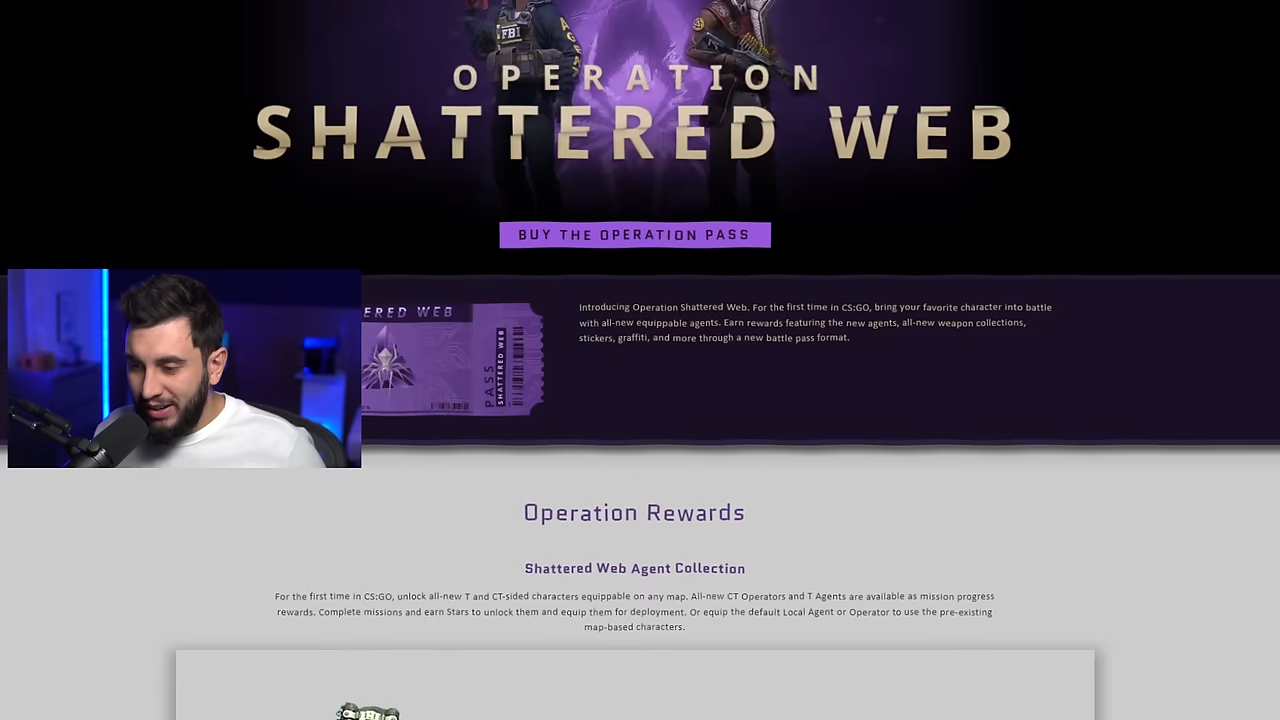 FBI
AGE
OPERATION
SHATTERED WEB
BUY THE OPERATION PASS
ERED WEB
PASS
SHATTERED WEB
Introducing Operation Shattered Web. For the first time in CS:GO, bring your favorite character into battle
with all-new equippable agents. Earn rewards featuring the new agents, all-new weapon collections,
stickers, graffiti, and more through a new battle pass format.
Operation Rewards
Shattered Web Agent Collection
For the first time in CS:GO, unlock all-new T and CT-sided characters equippable on any map. All-new CT Operators and T Agents are available as mission progress
rewards. Complete missions and earn Stars to unlock them and equip them for deployment. Or equip the default Local Agent or Operator to use the pre-existing
map-based characters.
FBI